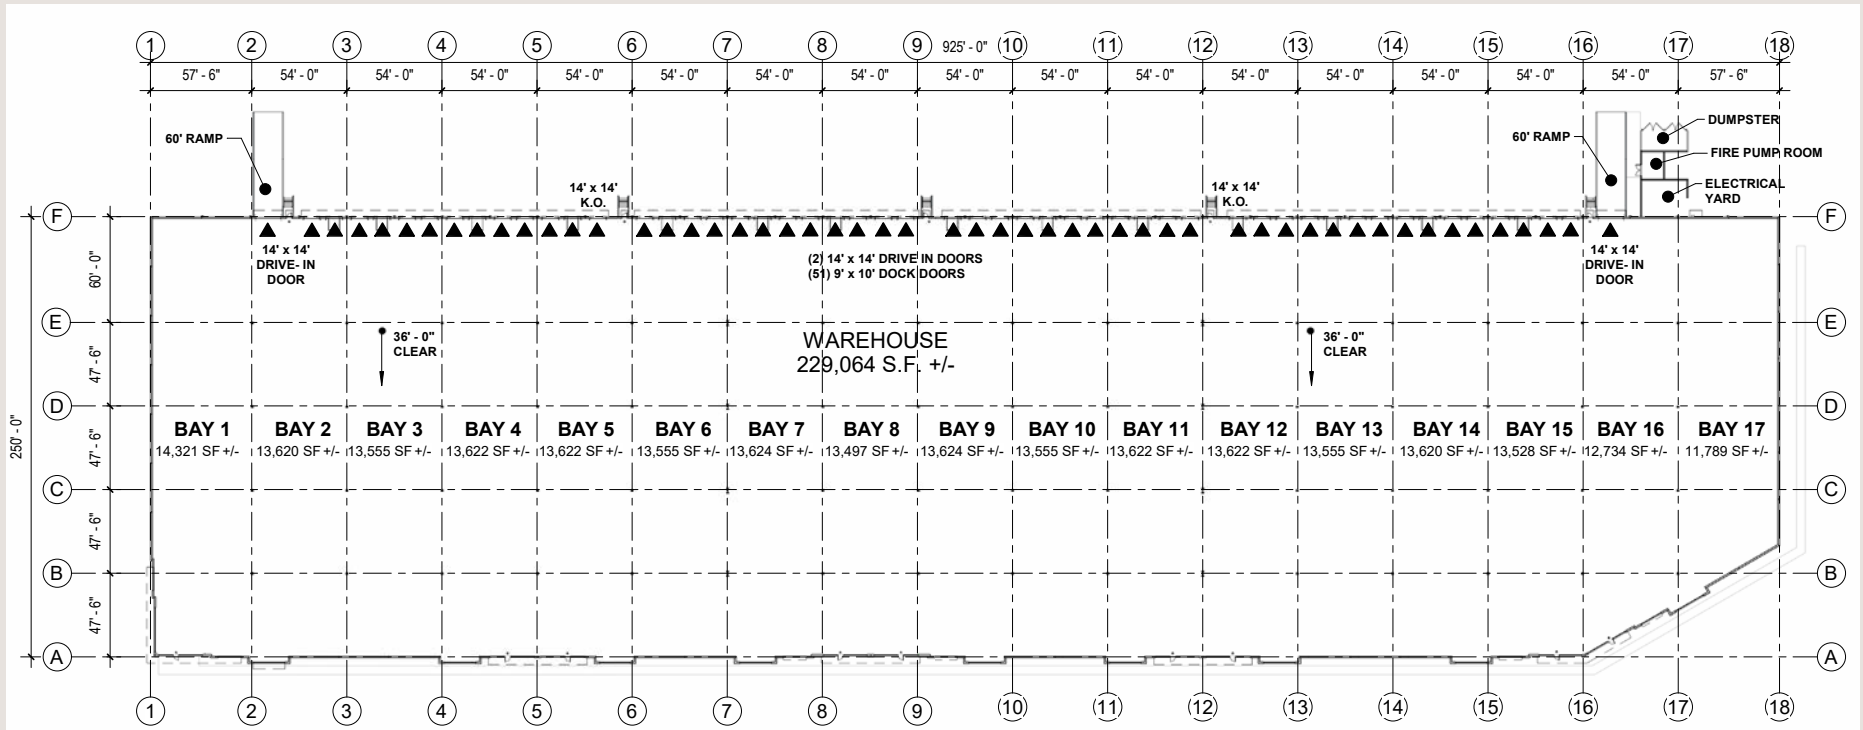 1 2 3 4 5 6 7 8 9 925' - 0" 10 11 12 13 14 15 16 17 18
57' - 6" 54' - 0" 54' - 0" 54' - 0" 54' - 0" 54' - 0" 54' - 0" 54' - 0" 54' - 0" 54' - 0" 54' - 0" 54' - 0" 54' - 0" 54' - 0" 54' - 0" 54' - 0" 57' - 6"
60' RAMP
60' RAMP
DUMPSTER
FIRE PUMP ROOM
ELECTRICAL
YARD
14' x 14'
K.O.
14' x 14'
K.O.
F F
14' x 14'
DRIVE- IN
DOOR
(2) 14' x 14' DRIVE IN DOORS
(51) 9' x 10' DOCK DOORS
14' x 14'
DRIVE- IN
DOOR
60' - 0"
E E
36' - 0"
CLEAR
WAREHOUSE
229,064 S.F. +/-
36' - 0"
CLEAR
47' - 6"
D D
250' - 0"
BAY 1 BAY 2 BAY 3 BAY 4 BAY 5 BAY 6 BAY 7 BAY 8 BAY 9 BAY 10 BAY 11 BAY 12 BAY 13 BAY 14 BAY 15 BAY 16 BAY 17
14,321 SF +/- 13,620 SF +/- 13,555 SF +/- 13,622 SF +/- 13,622 SF +/- 13,555 SF +/- 13,624 SF +/- 13,497 SF +/- 13,624 SF +/- 13,555 SF +/- 13,622 SF +/- 13,622 SF +/- 13,555 SF +/- 13,620 SF +/- 13,528 SF +/- 12,734 SF +/- 11,789 SF +/-
47' - 6"
C C
47' - 6"
B B
47' - 6"
A A
1 2 3 4 5 6 7 8 9 10 11 12 13 14 15 16 17 18